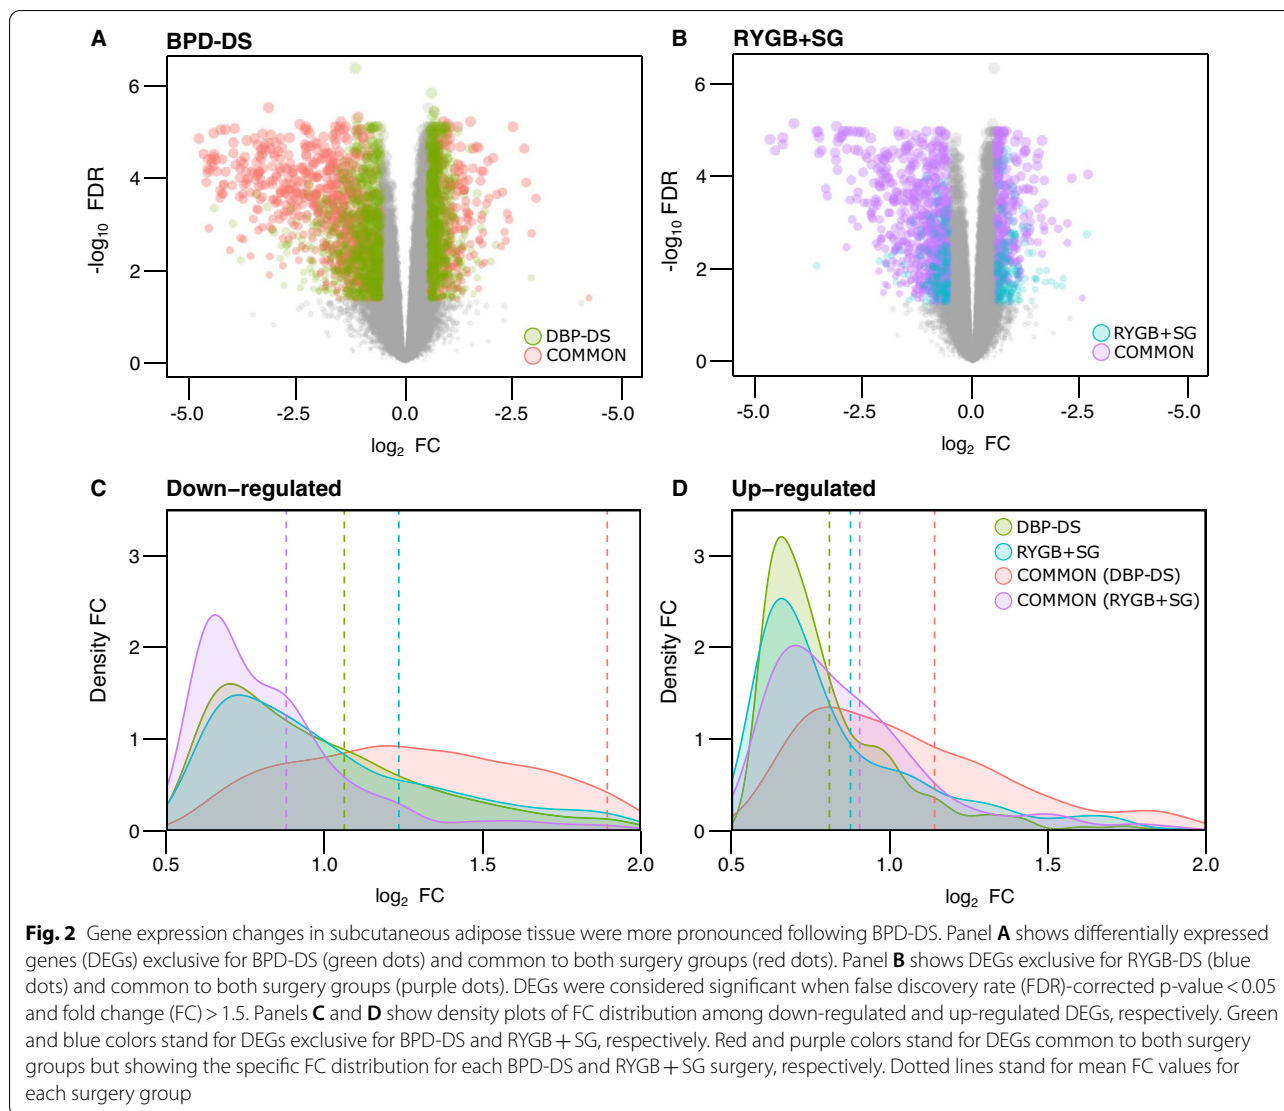 A BPD-DS
-log10 FDR
6
4
2
0
DBP-DS
COMMON
-5.0 -2.5 0.0 -2.5 -5.0
log2 FC
B RYGB+SG
-log10 FDR
6
4
2
0
RYGB+SG
COMMON
-5.0 -2.5 0.0 -2.5 -5.0
log2 FC
C Down-regulated
Density FC
3
2
1
0
0.5 1.0 1.5 2.0
log2 FC
D Up-regulated
Density FC
3
2
1
0
DBP-DS
RYGB+SG
COMMON (DBP-DS)
COMMON (RYGB+SG)
0.5 1.0 1.5 2.0
log2 FC
Fig. 2 Gene expression changes in subcutaneous adipose tissue were more pronounced following BPD-DS. Panel A shows differentially expressed
genes (DEGs) exclusive for BPD-DS (green dots) and common to both surgery groups (red dots). Panel B shows DEGs exclusive for RYGB-DS (blue
dots) and common to both surgery groups (purple dots). DEGs were considered significant when false discovery rate (FDR)-corrected p-value < 0.05
and fold change (FC) > 1.5. Panels C and D show density plots of FC distribution among down-regulated and up-regulated DEGs, respectively. Green
and blue colors stand for DEGs exclusive for BPD-DS and RYGB + SG, respectively. Red and purple colors stand for DEGs common to both surgery
groups but showing the specific FC distribution for each BPD-DS and RYGB + SG surgery, respectively. Dotted lines stand for mean FC values for
each surgery group